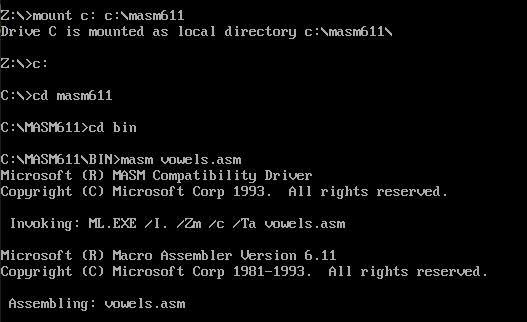 Z:\>mount c: c:\masm611
Drive C is mounted as local directory c:\masm611\
Z:\>c:
C:\>cd masm611
C:\MASM611>cd bin
C:\MASM611\BIN>masm vowels.asm
Microsoft (R) MASM Compatibility Driver
Copyright (C) Microsoft Corp 1993.  All rights reserved.
Invoking: ML.EXE /I. /Zm /c /Ta vowels.asm
Microsoft (R) Macro Assembler Version 6.11
Copyright (C) Microsoft Corp 1981-1993.  All rights reserved.
Assembling: vowels.asm